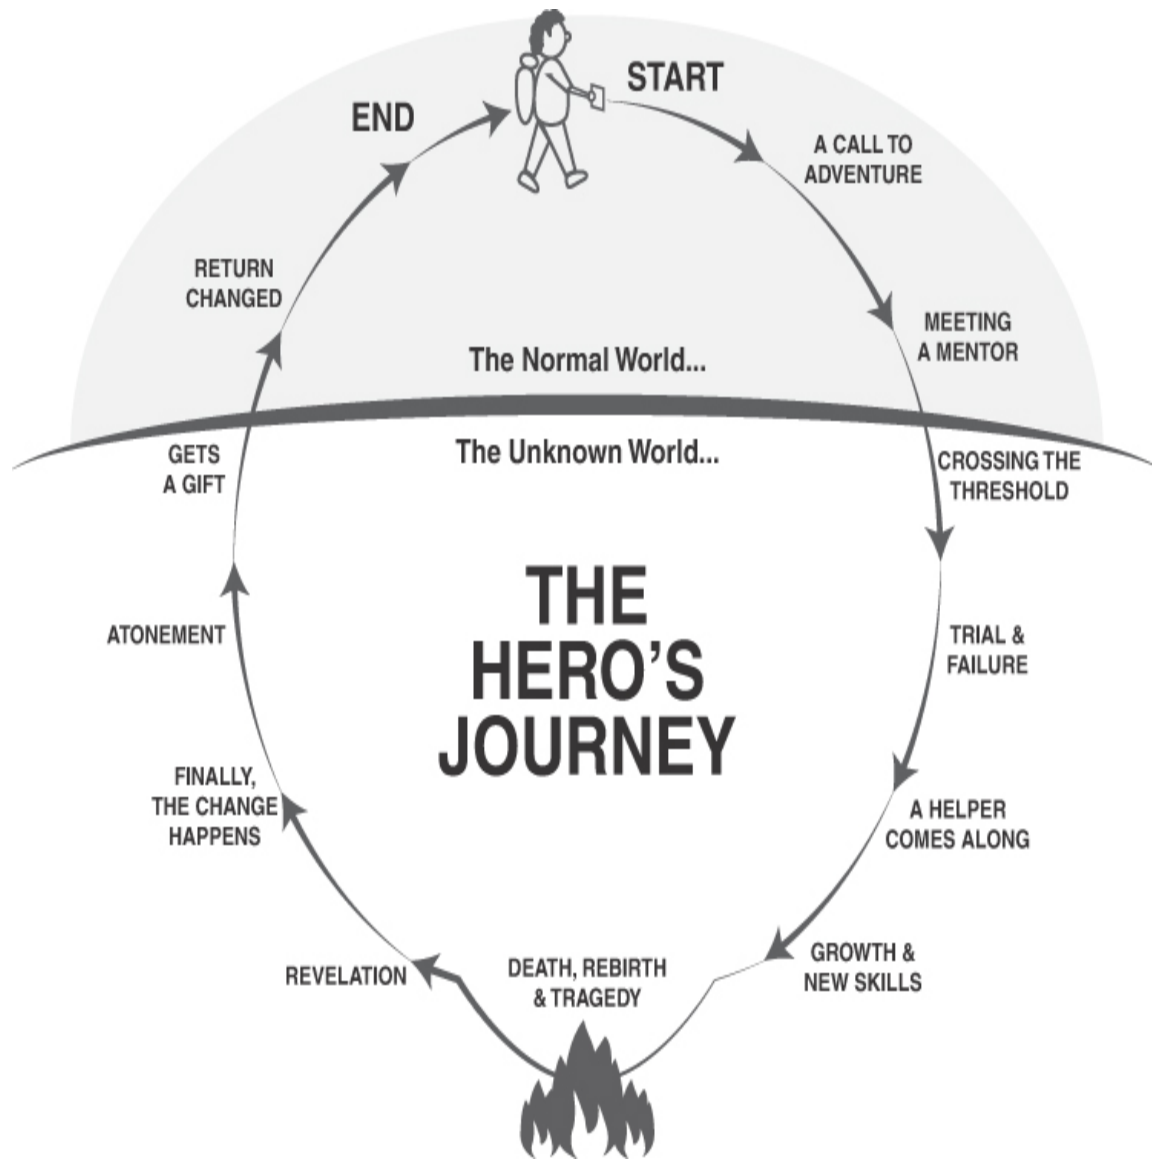 START
A CALL TO
ADVENTURE
MEETING
A MENTOR
The Normal World...
The Unknown World...
CROSSING THE
THRESHOLD
TRIAL &
FAILURE
A HELPER
COMES ALONG
GROWTH &
NEW SKILLS
DEATH, REBIRTH
& TRAGEDY
REVELATION
FINALLY,
THE CHANGE
HAPPENS
ATONEMENT
GETS
A GIFT
RETURN
CHANGED
END
THE
HERO’S
JOURNEY